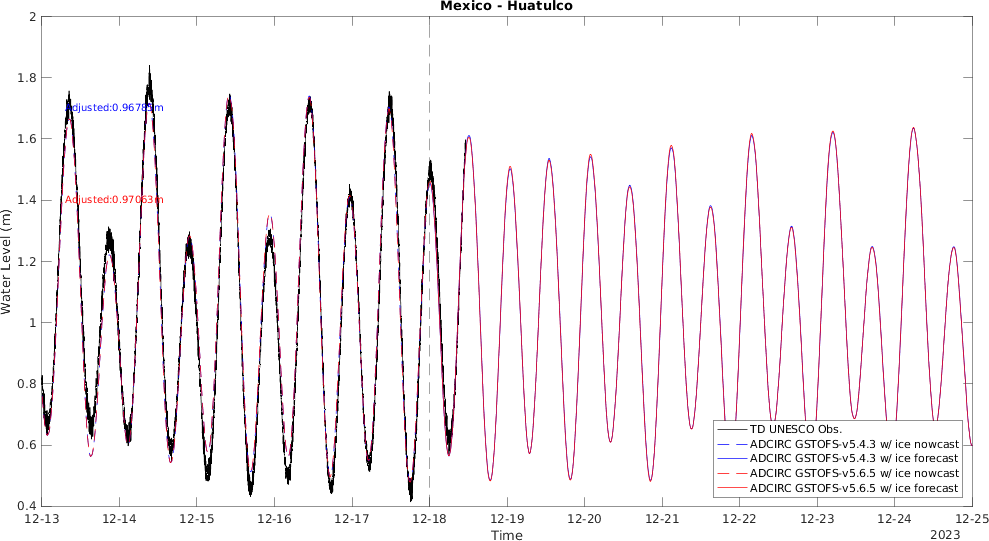 Mexico - Huatulco
2
1.8
1.6
1.4
1.2
1
0.8
0.6
0.4
Water Level (m)
Adjusted:0.96785m
Adjusted:0.97063m
TD UNESCO Obs.
ADCIRC GSTOFS-v5.4.3 w/ ice nowcast
ADCIRC GSTOFS-v5.4.3 w/ ice forecast
ADCIRC GSTOFS-v5.6.5 w/ ice nowcast
ADCIRC GSTOFS-v5.6.5 w/ ice forecast
12-13 12-14 12-15 12-16 12-17 12-18 12-19 12-20 12-21 12-22 12-23 12-24 12-25
Time
2023